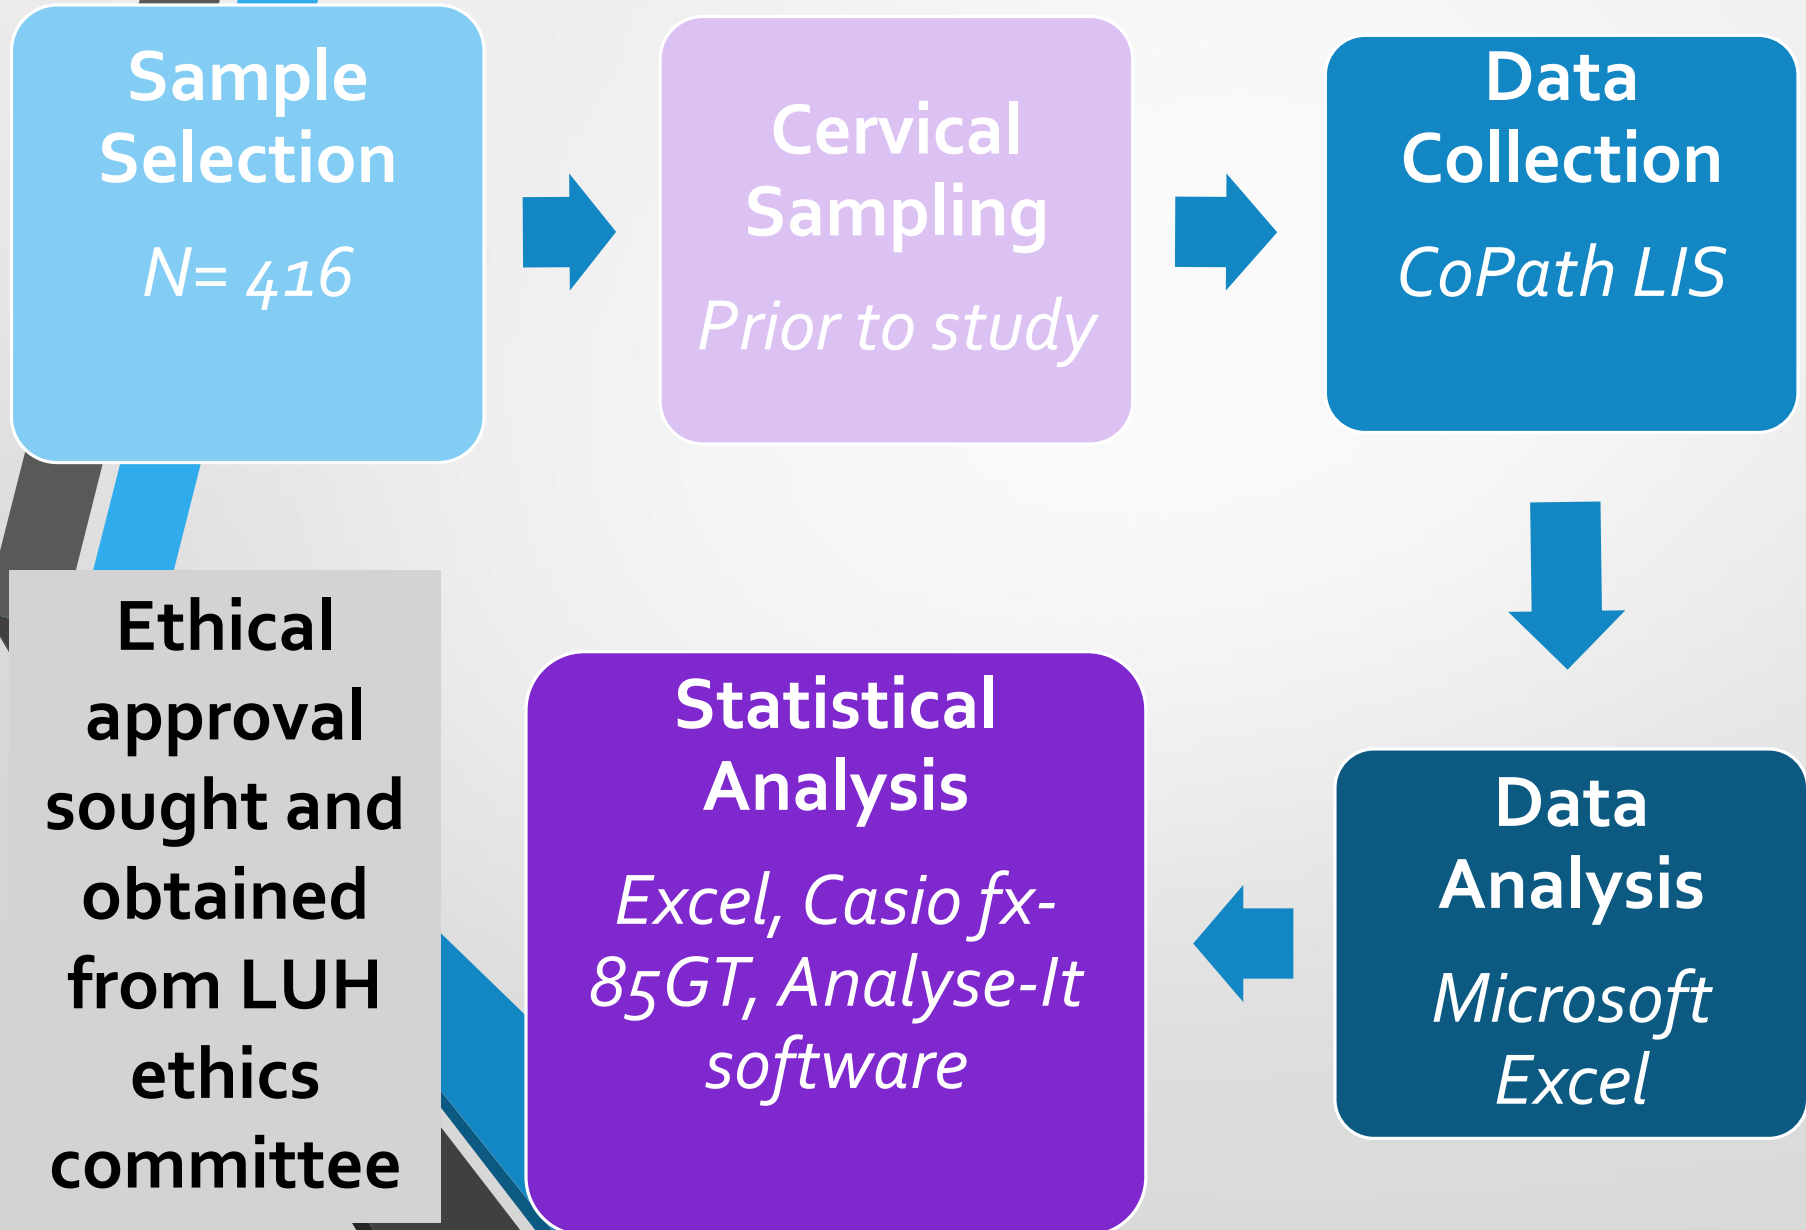 Sample
Selection
N= 416
Cervical
Sampling
Prior to study
Data
Collection
CoPath LIS
Data
Analysis
Microsoft
Excel
Statistical
Analysis
Excel, Casio fx-
85GT, Analyse-It
software
Ethical
approval
sought and
obtained
from LUH
ethics
committee